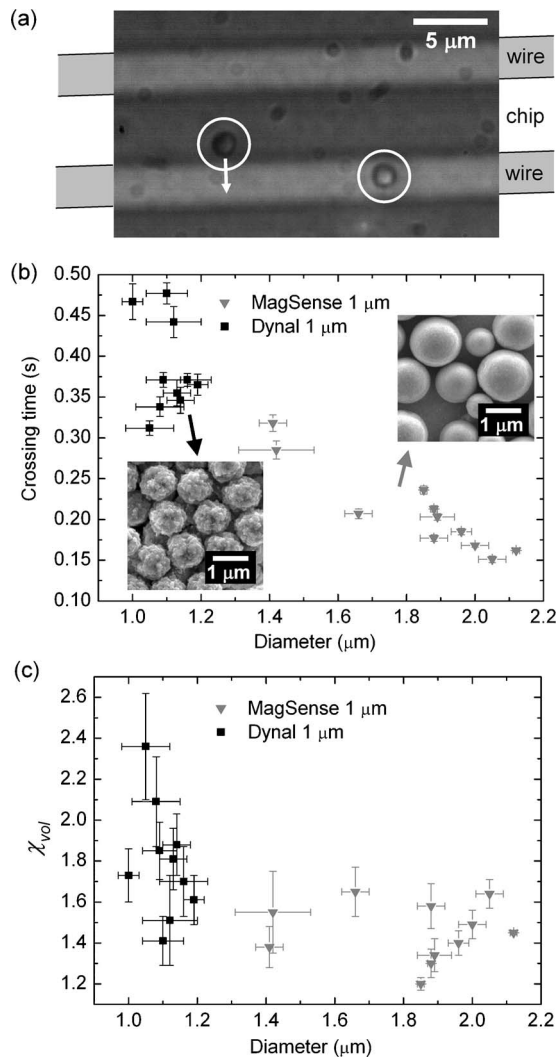 (a)
5 μm
wire
chip
wire
(b)
0.50
0.45
0.40
0.35
0.30
0.25
0.20
0.15
0.10
Crossing time (s)
MagSense 1 μm
Dynal 1 μm
1 μm
1 μm
1.0 1.2 1.4 1.6 1.8 2.0 2.2
Diameter (μm)
(c)
2.6
2.4
2.2
2.0
1.8
1.6
1.4
1.2
χvol
MagSense 1 μm
Dynal 1 μm
1.0 1.2 1.4 1.6 1.8 2.0 2.2
Diameter (μm)